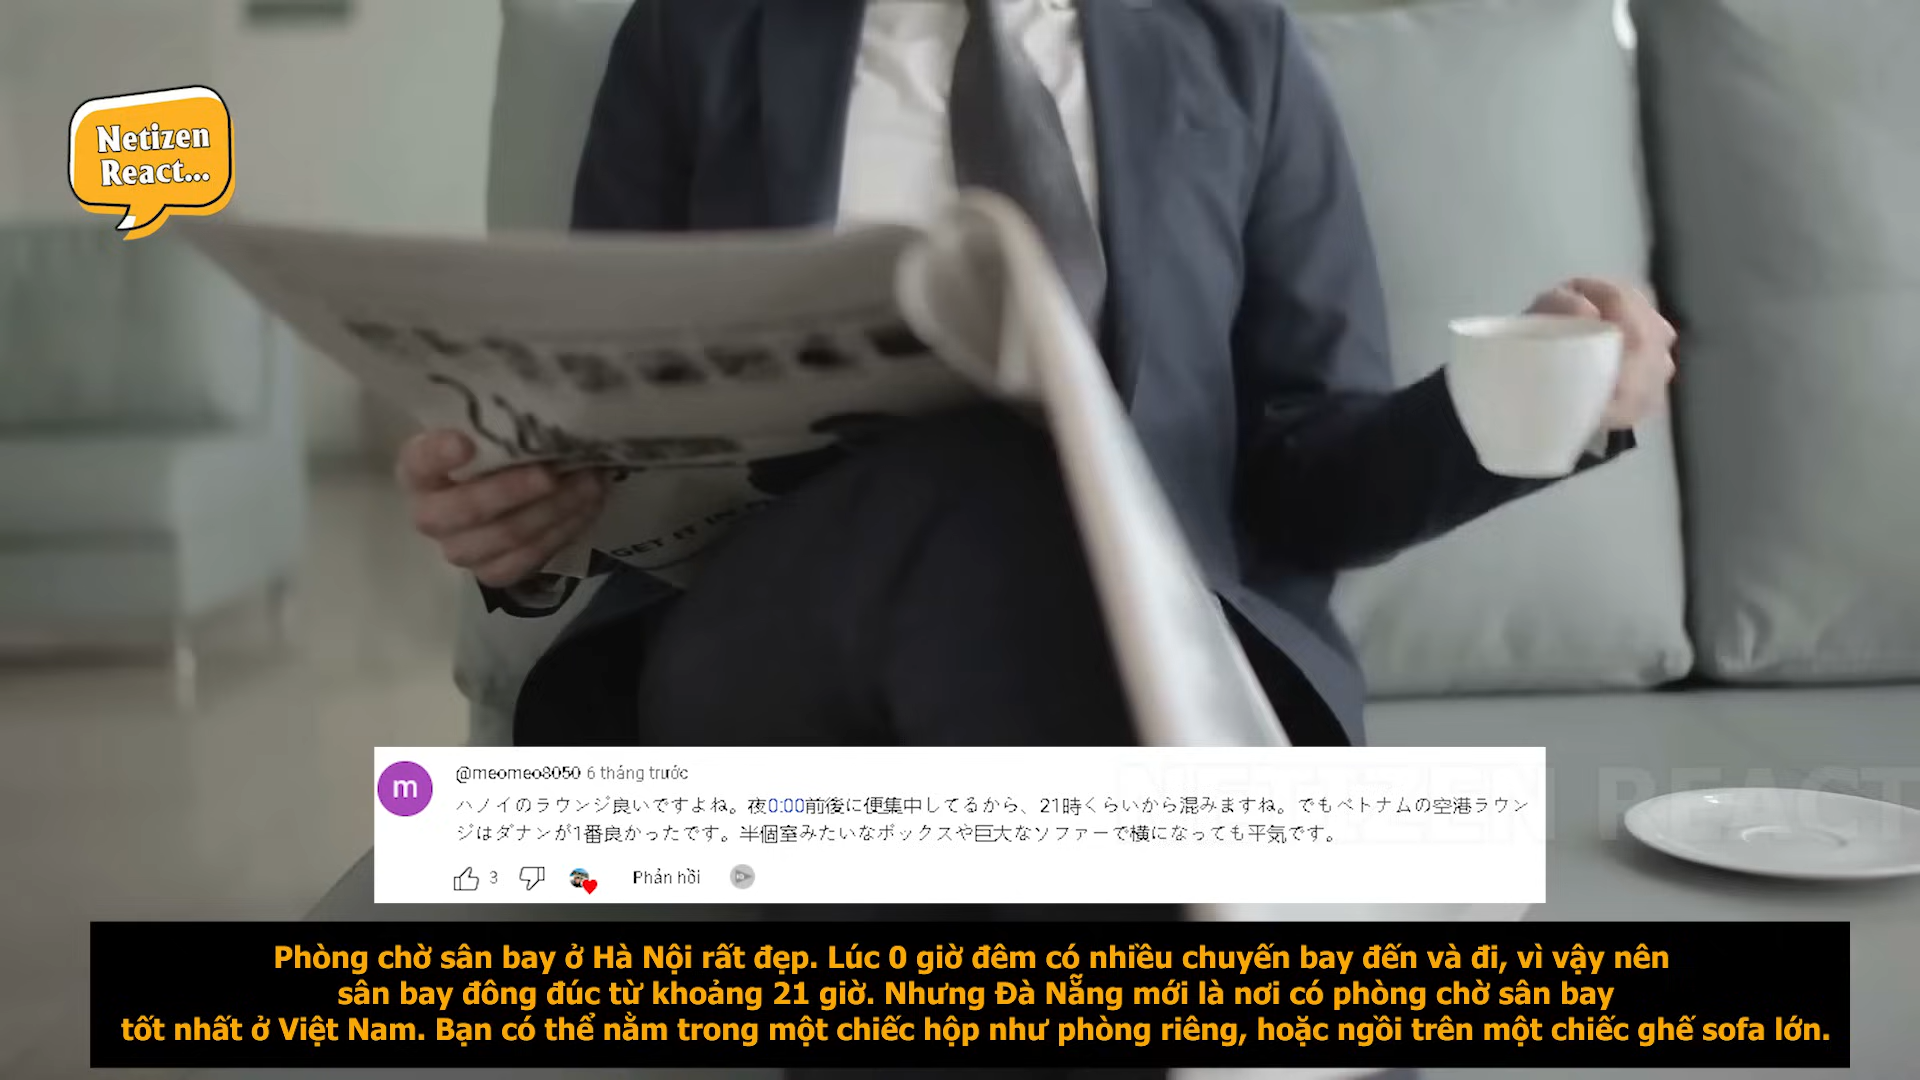 Netizen
React...
GET IT IN
@meomeo8050 6 tháng trước
ハノイのラウンジ良いですよね。夜0:00前後に便集中してるから、21時くらいから混みますね。でもベトナムの空港ラウン
ジはダナンが1番良かったです。半個室みたいなボックスや巨大なソファーで横になっても平気です。
3
Phản hồi
NETIZEN REACT
Phòng chờ sân bay ở Hà Nội rất đẹp. Lúc 0 giờ đêm có nhiều chuyến bay đến và đi, vì vậy nên
sân bay đông đúc từ khoảng 21 giờ. Nhưng Đà Nẵng mới là nơi có phòng chờ sân bay
tốt nhất ở Việt Nam. Bạn có thể nằm trong một chiếc hộp như phòng riêng, hoặc ngồi trên một chiếc ghế sofa lớn.